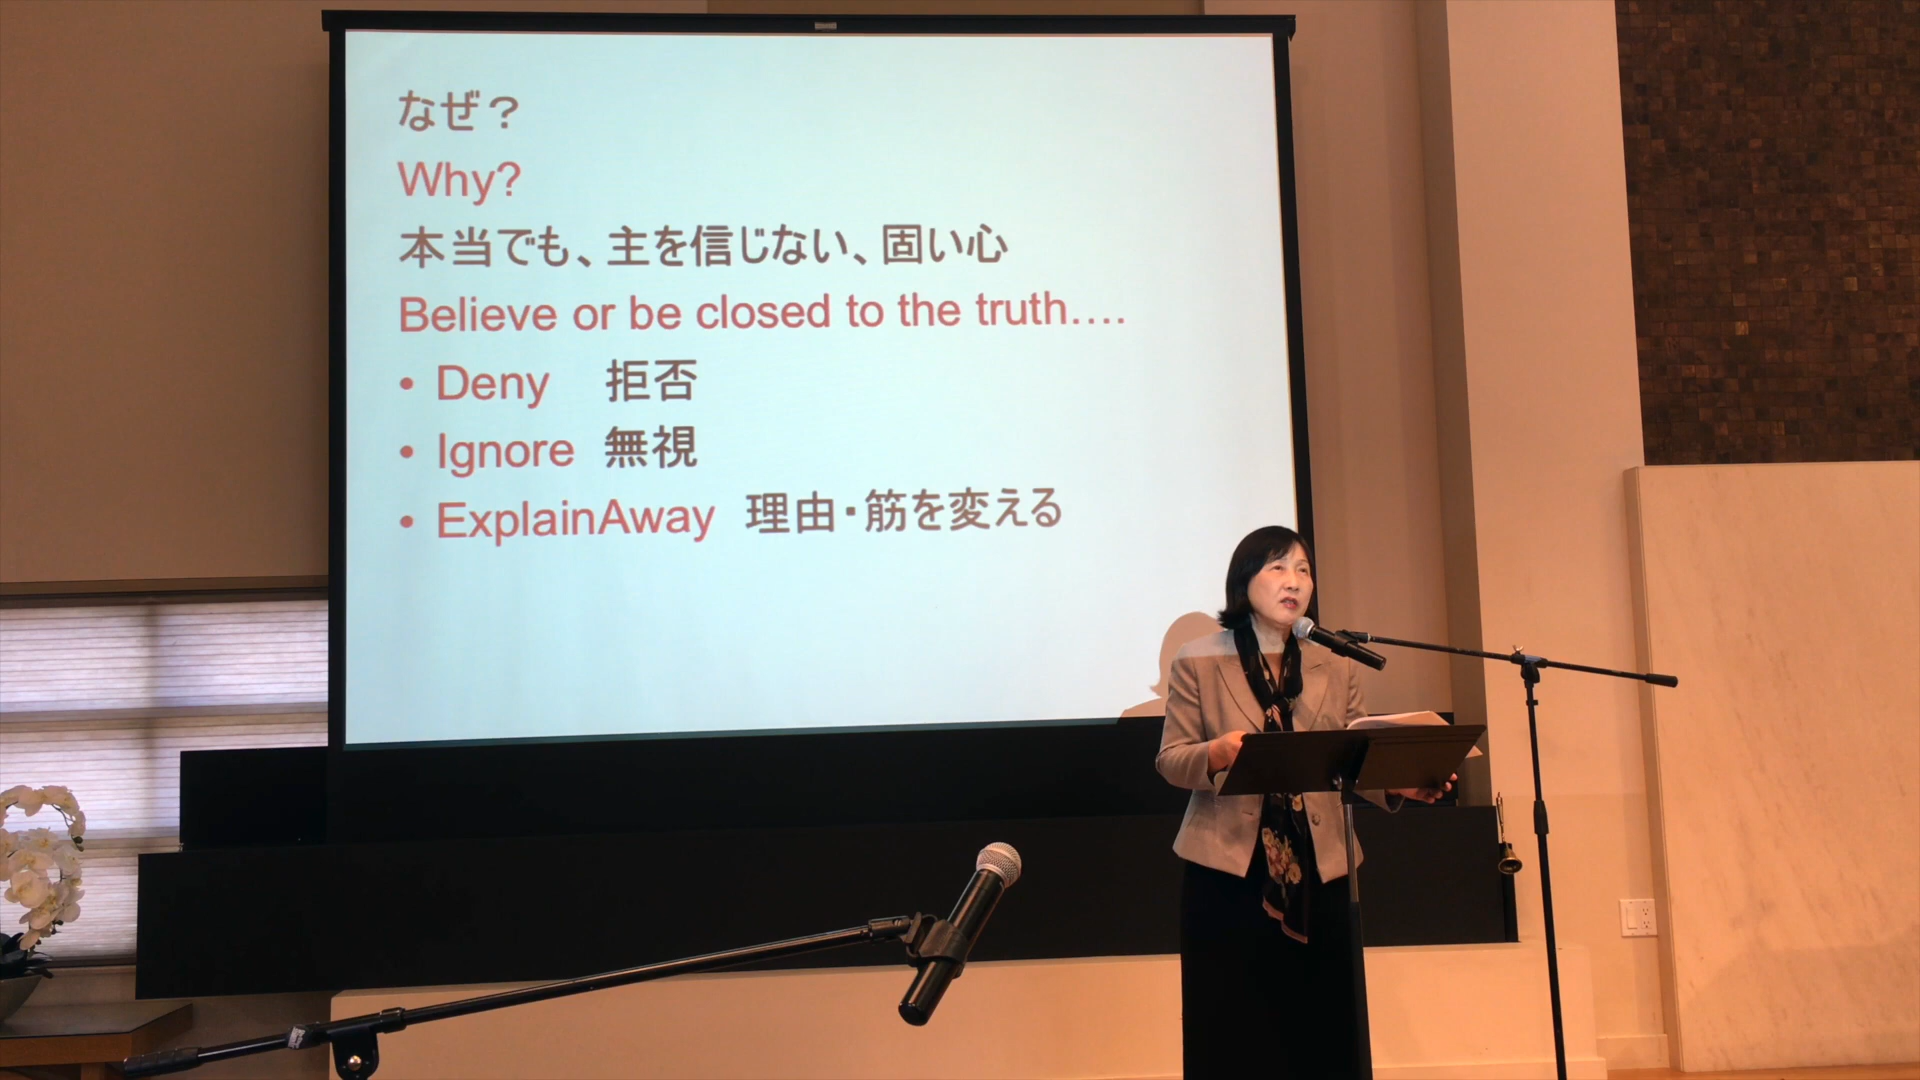 なぜ？
Why?
本当でも、主を信じない、固い心
Believe or be closed to the truth....
• Deny 拒否
• Ignore 無視
• ExplainAway 理由・筋を変える